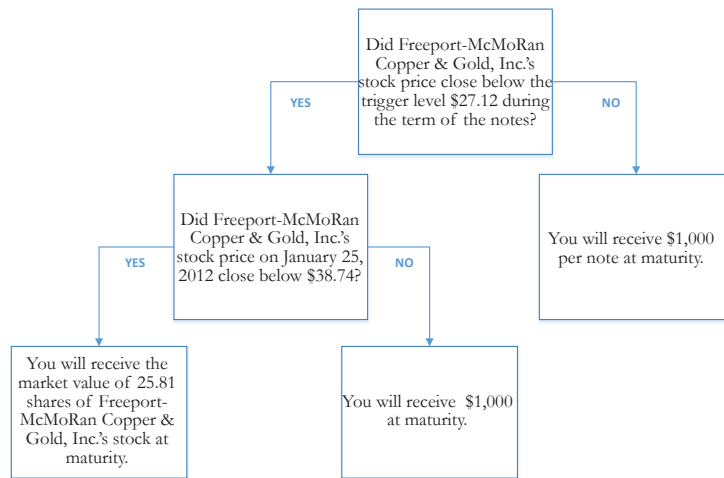 Did Freeport-McMoRan
Copper & Gold, Inc.'s
stock price close below the
trigger level $27.12 during
the term of the notes?
YES
NO
Did Freeport-McMoRan
Copper & Gold, Inc.'s
stock price on January 25,
2012 close below $38.74?
You will receive $1,000
per note at maturity.
YES
NO
You will receive the
market value of 25.81
shares of Freeport-
McMoRan Copper &
Gold, Inc.'s stock at
maturity.
You will receive $1,000
at maturity.